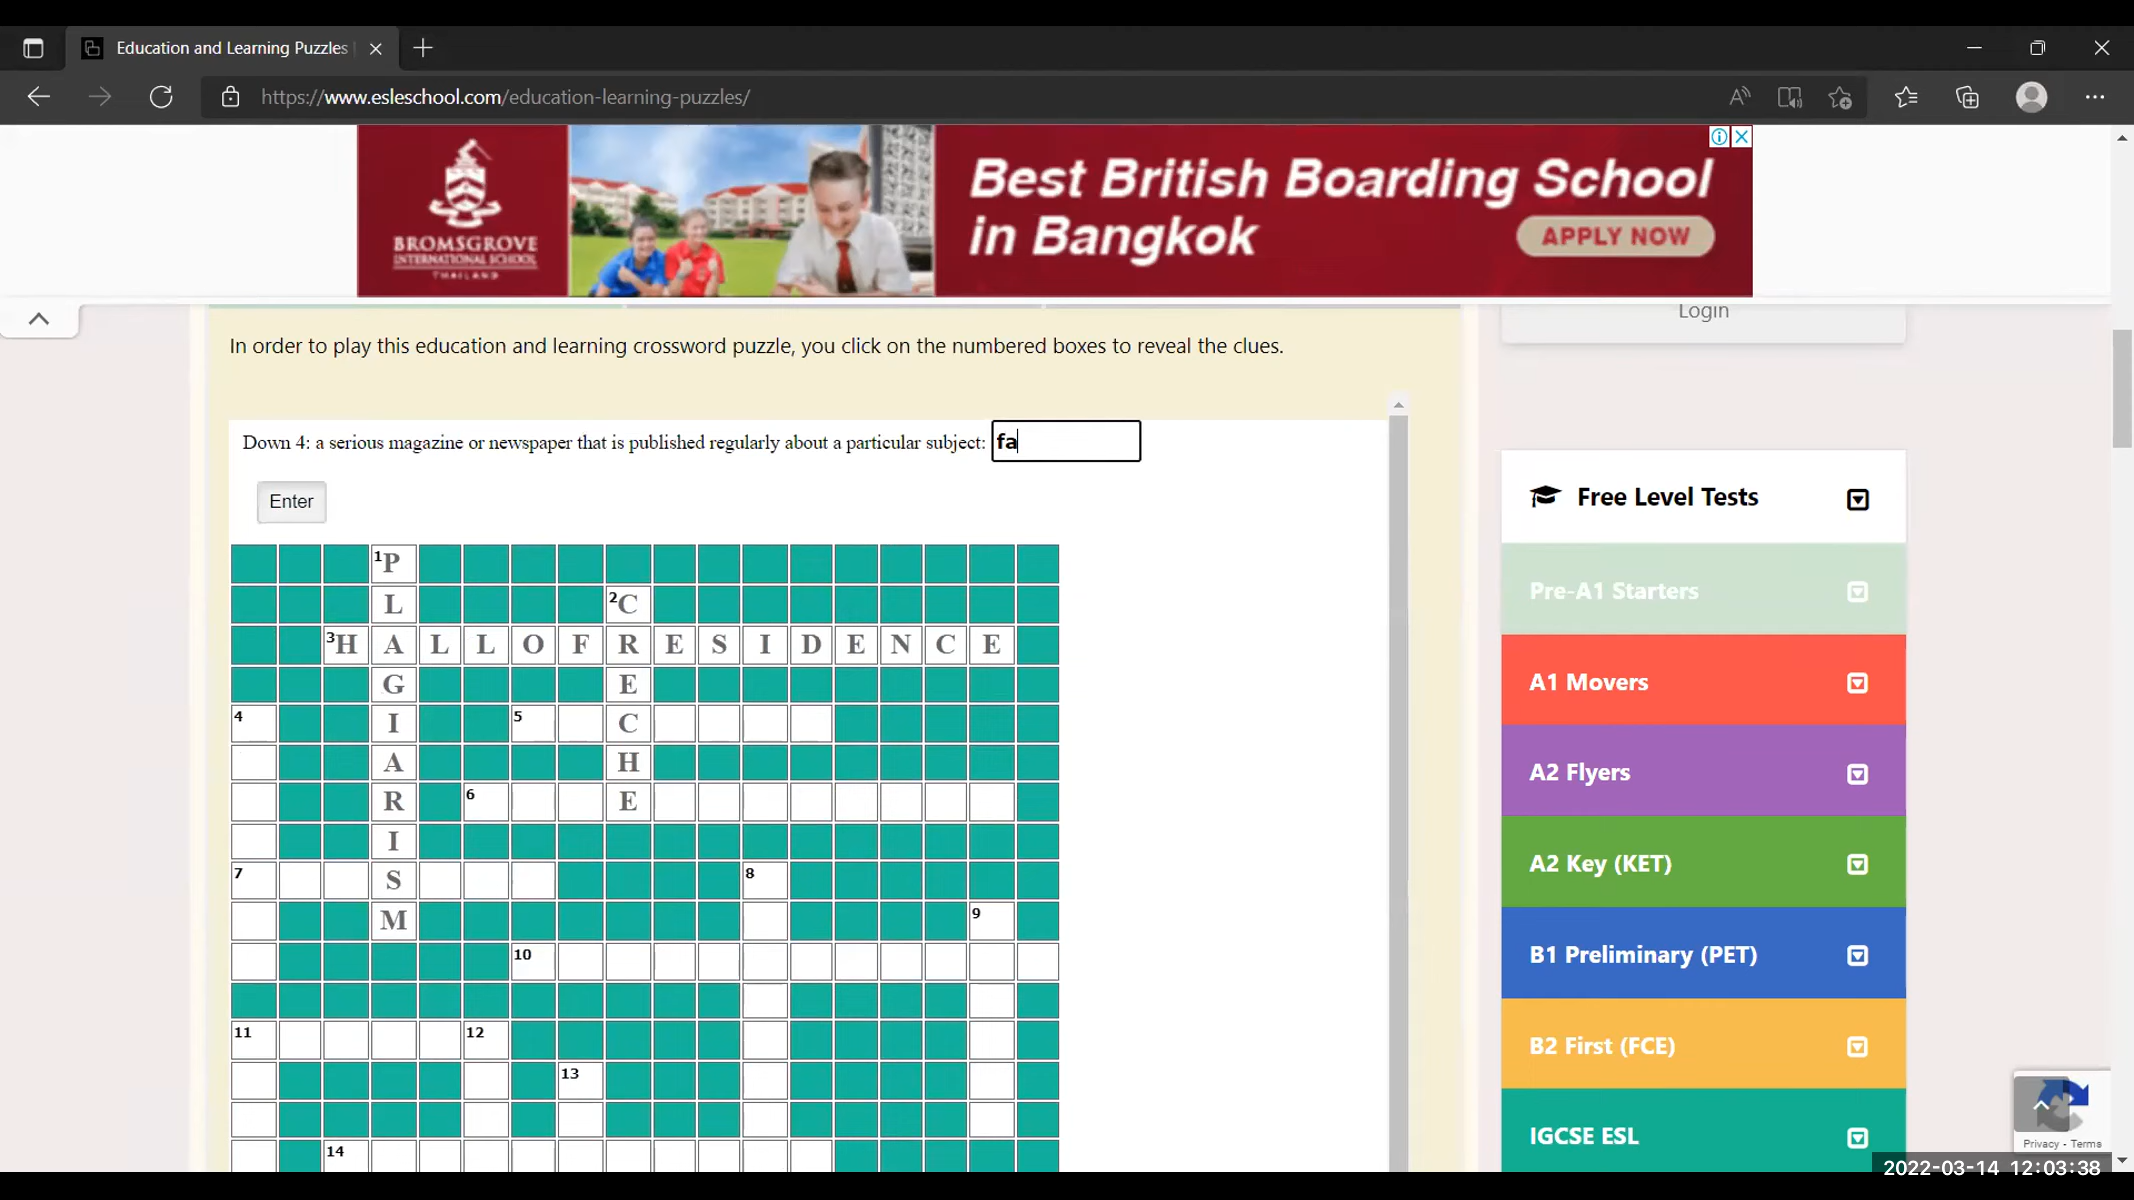 Education and Learning Puzzles
https://www.esleschool.com/education-learning-puzzles/
BROMSGROVE
INTERNATIONAL SCHOOL
THAILAND
Best British Boarding School
in Bangkok
APPLY NOW
Login
In order to play this education and learning crossword puzzle, you click on the numbered boxes to reveal the clues.
Down 4: a serious magazine or newspaper that is published regularly about a particular subject: fa
Enter
1P
L 2C
3H A L L O F R E S I D E N C E
G E
4 I 5 C
A H
R 6 E
I
7 S 8
M 9
10
11 12
13
14
Free Level Tests
Pre-A1 Starters
A1 Movers
A2 Flyers
A2 Key (KET)
B1 Preliminary (PET)
B2 First (FCE)
IGCSE ESL
Privacy - Terms
2022-03-14 12:03:38